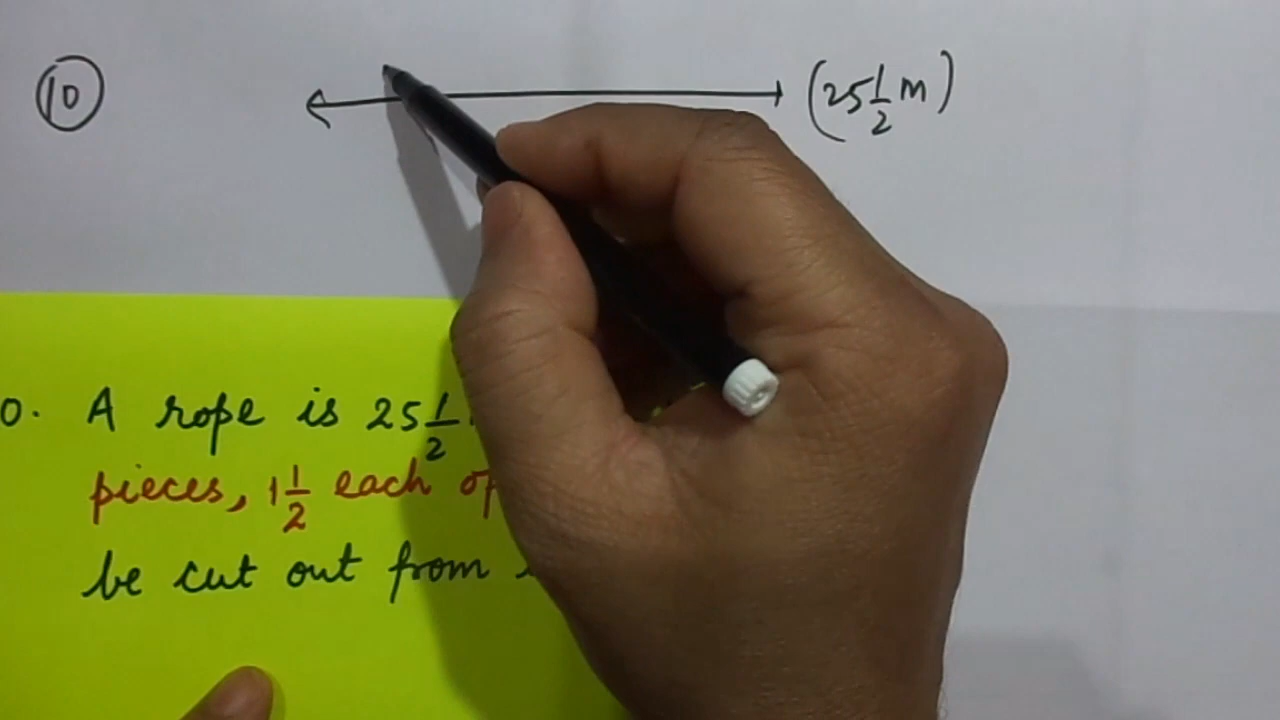 10
(25 1/2 m)
0. A rope is 25 1/2
pieces, 1 1/2 each
be cut out from